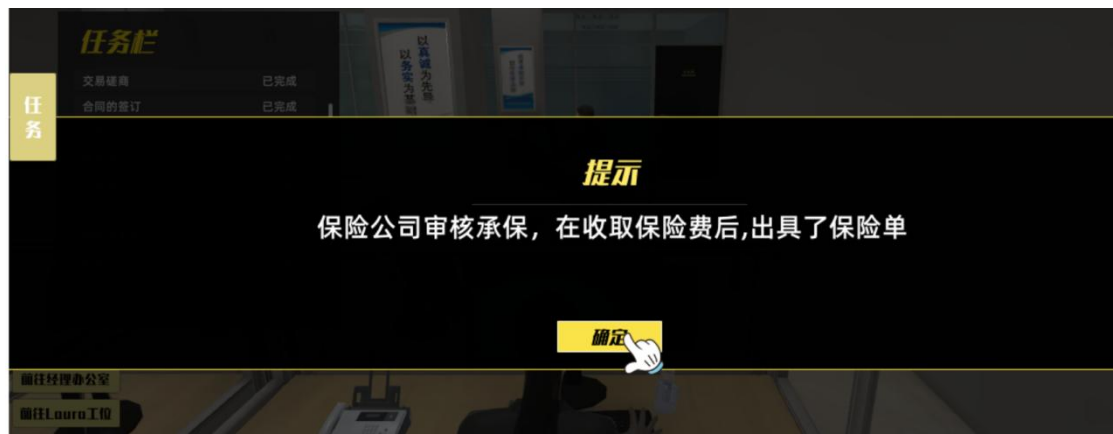 任务栏
交易磋商 已完成
合同的签订 已完成
任务
以真诚为先导
以务实为基础
提示
保险公司审核承保，在收取保险费后,出具了保险单
确定
前往经理办公室
前往Laura工位